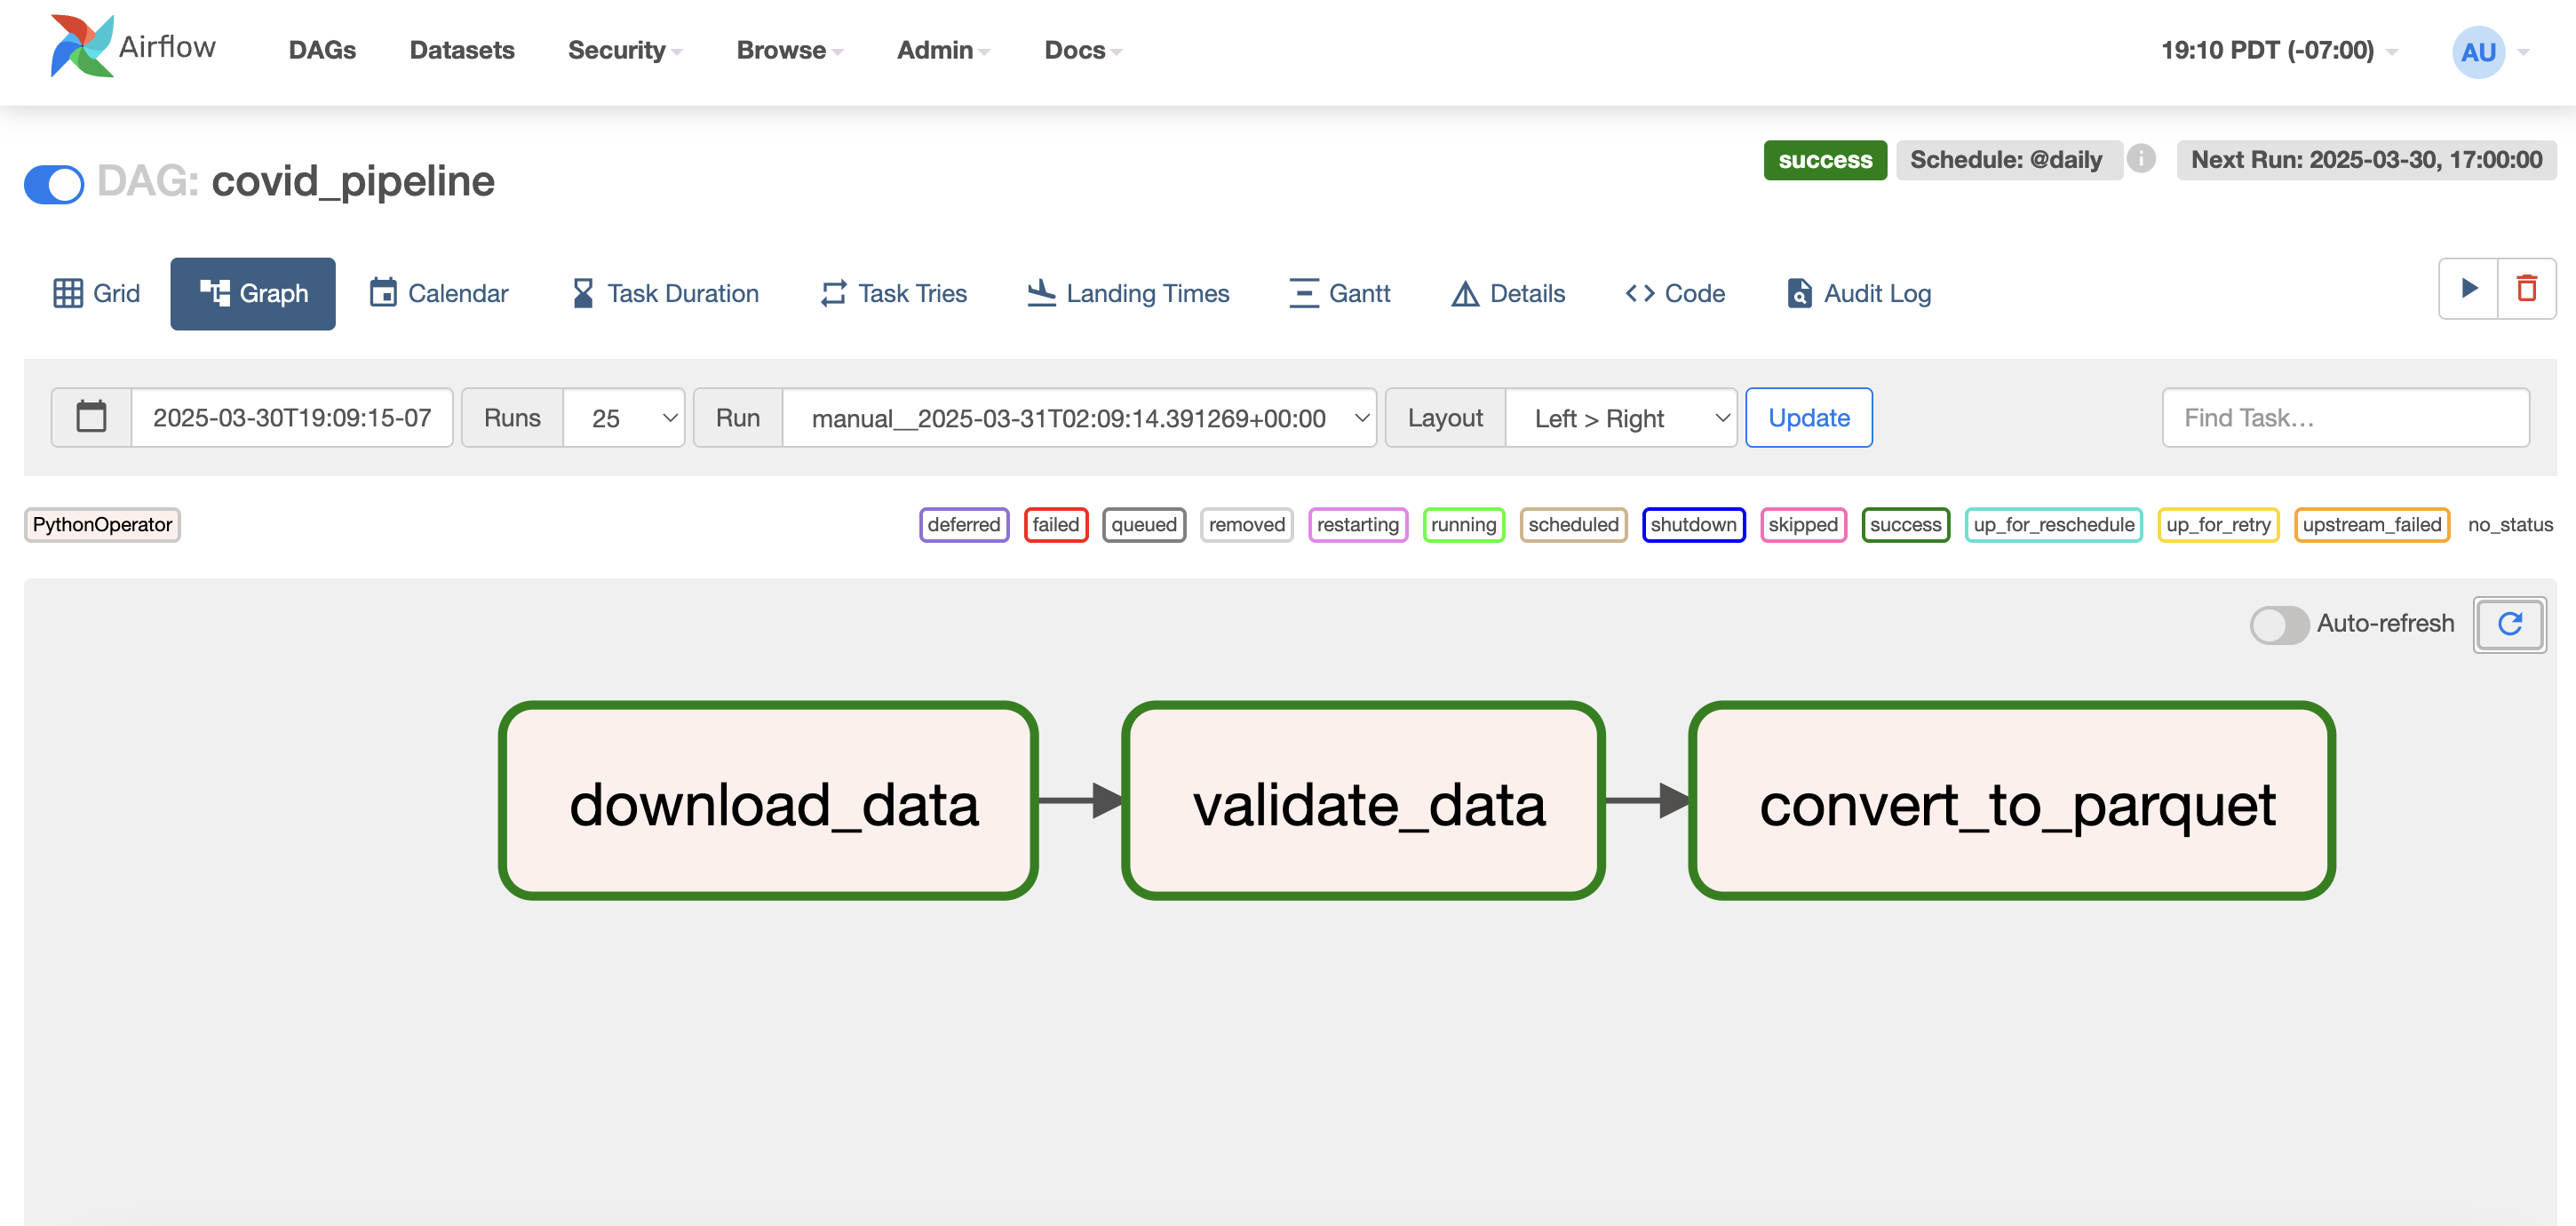 Airflow DAGs Datasets Security Browse Admin Docs 19:10 PDT (-07:00) AU
DAG: covid_pipeline success Schedule: @daily i Next Run: 2025-03-30, 17:00:00
Grid Graph Calendar Task Duration Task Tries Landing Times Gantt Details Code Audit Log
2025-03-30T19:09:15-07 Runs 25 Run manual__2025-03-31T02:09:14.391269+00:00 Layout Left > Right Update Find Task...
PythonOperator deferred failed queued removed restarting running scheduled shutdown skipped success up_for_reschedule up_for_retry upstream_failed no_status
Auto-refresh
download_data validate_data convert_to_parquet